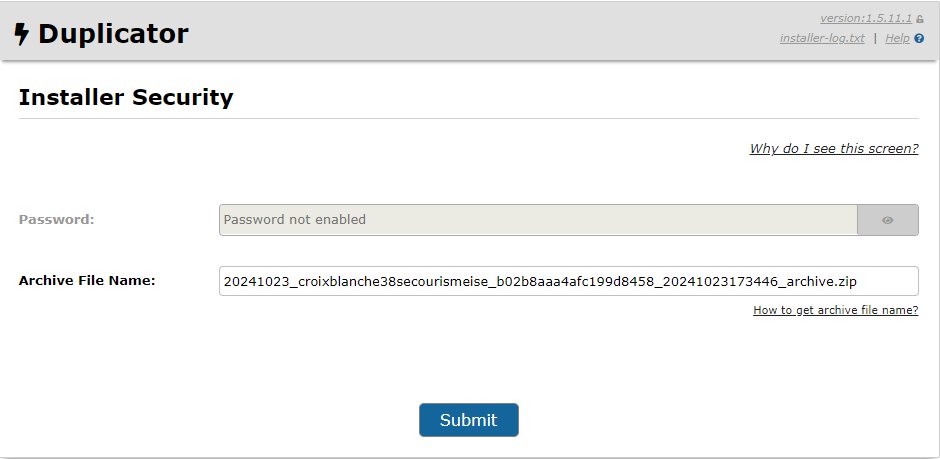 Duplicator
version:1.5.11.1
installer-log.txt | Help
Installer Security
Why do I see this screen?
Password: Password not enabled
Archive File Name: 20241023_croixblanche38secourismeise_b02b8aaa4afc199d8458_20241023173446_archive.zip
How to get archive file name?
Submit